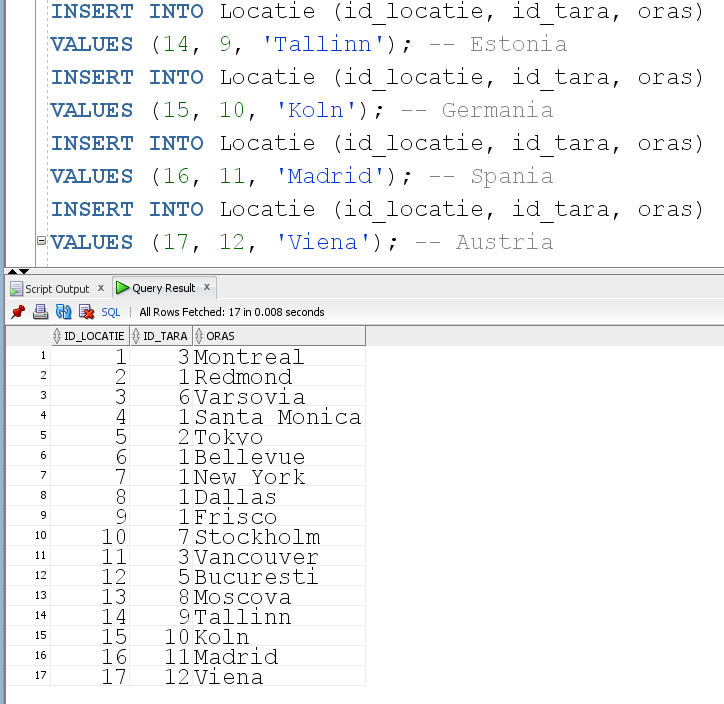 INSERT INTO Locatie (id_locatie, id_tara, oras)
VALUES (14, 9, 'Tallinn'); -- Estonia
INSERT INTO Locatie (id_locatie, id_tara, oras)
VALUES (15, 10, 'Koln'); -- Germania
INSERT INTO Locatie (id_locatie, id_tara, oras)
VALUES (16, 11, 'Madrid'); -- Spania
INSERT INTO Locatie (id_locatie, id_tara, oras)
VALUES (17, 12, 'Viena'); -- Austria
Script Output x Query Result x
SQL | All Rows Fetched: 17 in 0.008 seconds
ID_LOCATIE ID_TARA ORAS
1 1 3 Montreal
2 2 1 Redmond
3 3 6 Varsovia
4 4 1 Santa Monica
5 5 2 Tokyo
6 6 1 Bellevue
7 7 1 New York
8 8 1 Dallas
9 9 1 Frisco
10 10 7 Stockholm
11 11 3 Vancouver
12 12 5 Bucuresti
13 13 8 Moscova
14 14 9 Tallinn
15 15 10 Koln
16 16 11 Madrid
17 17 12 Viena